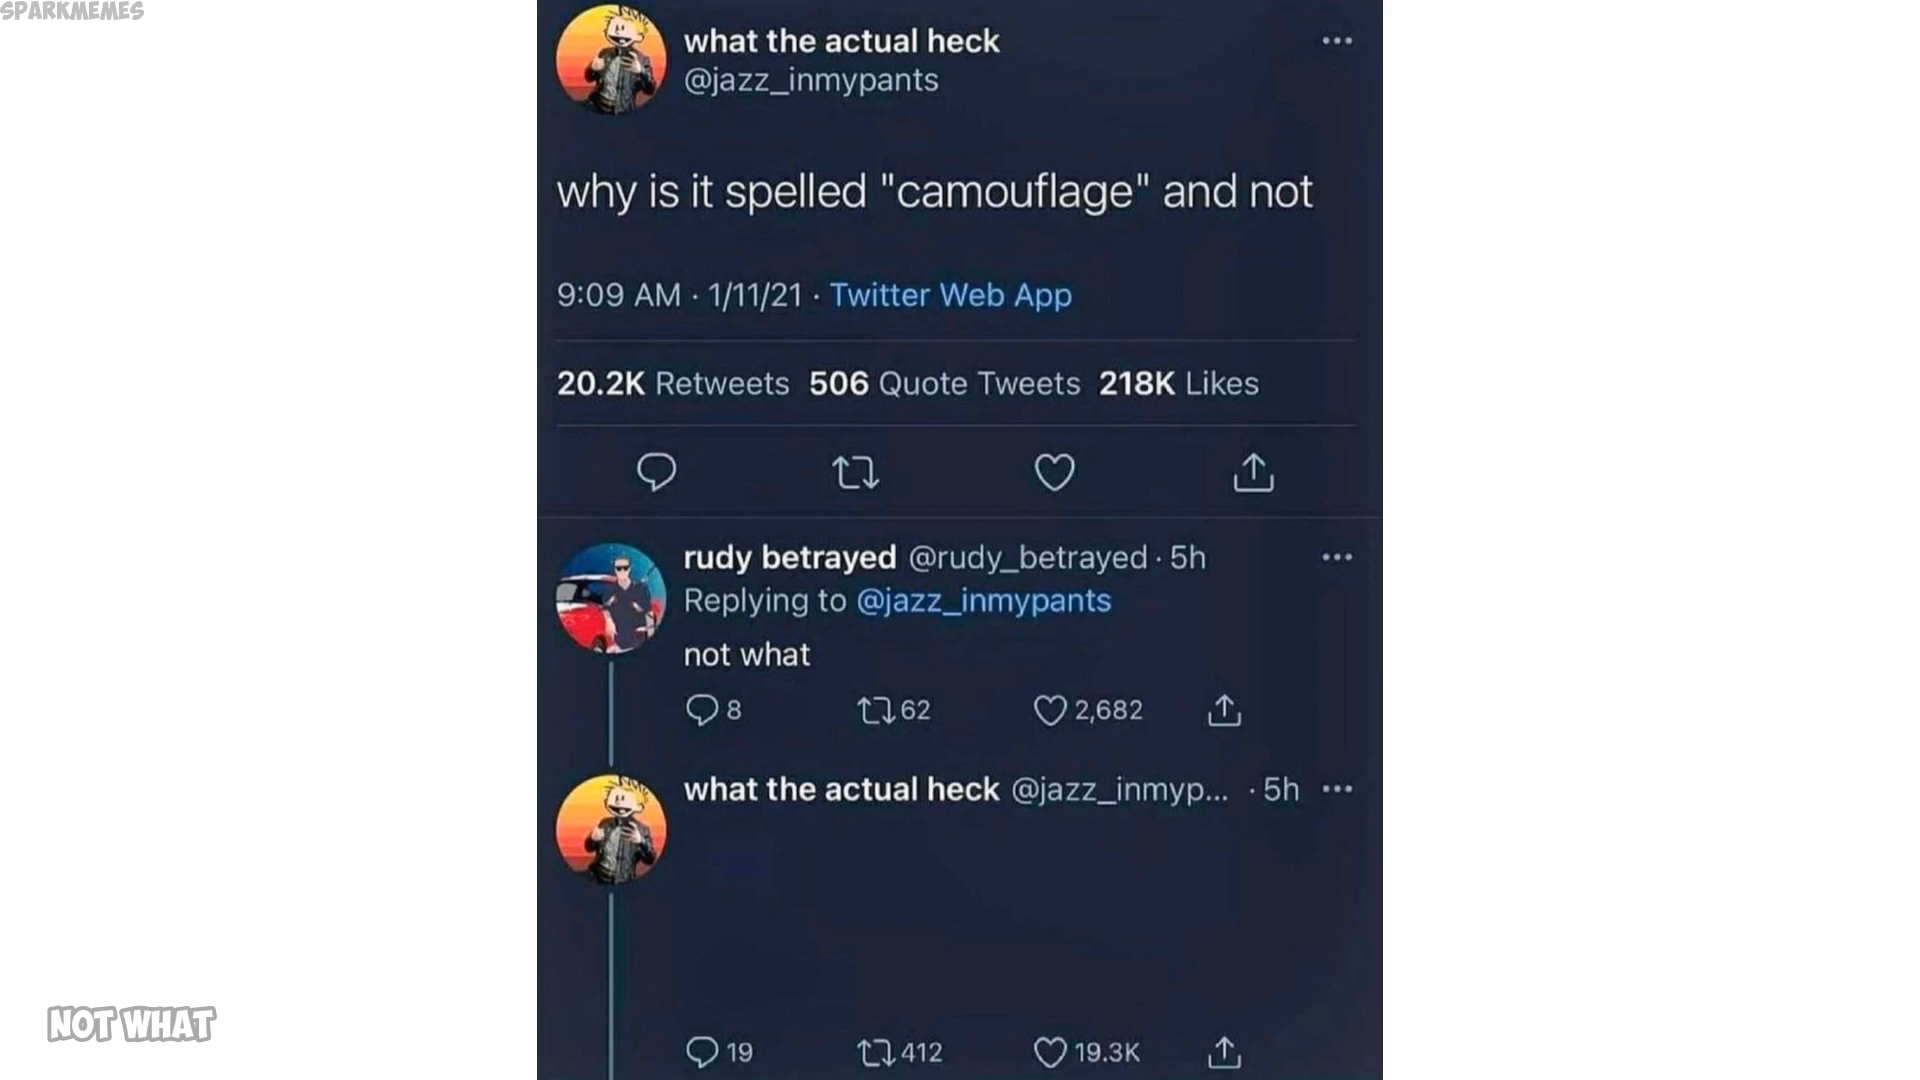 SPARKMEMES
what the actual heck
@jazz_inmypants
why is it spelled "camouflage" and not
9:09 AM · 1/11/21 · Twitter Web App
20.2K Retweets 506 Quote Tweets 218K Likes
rudy betrayed @rudy_betrayed · 5h
Replying to @jazz_inmypants
not what
8 62 2,682
what the actual heck @jazz_inmyp... · 5h
19 412 19.3K
NOT WHAT